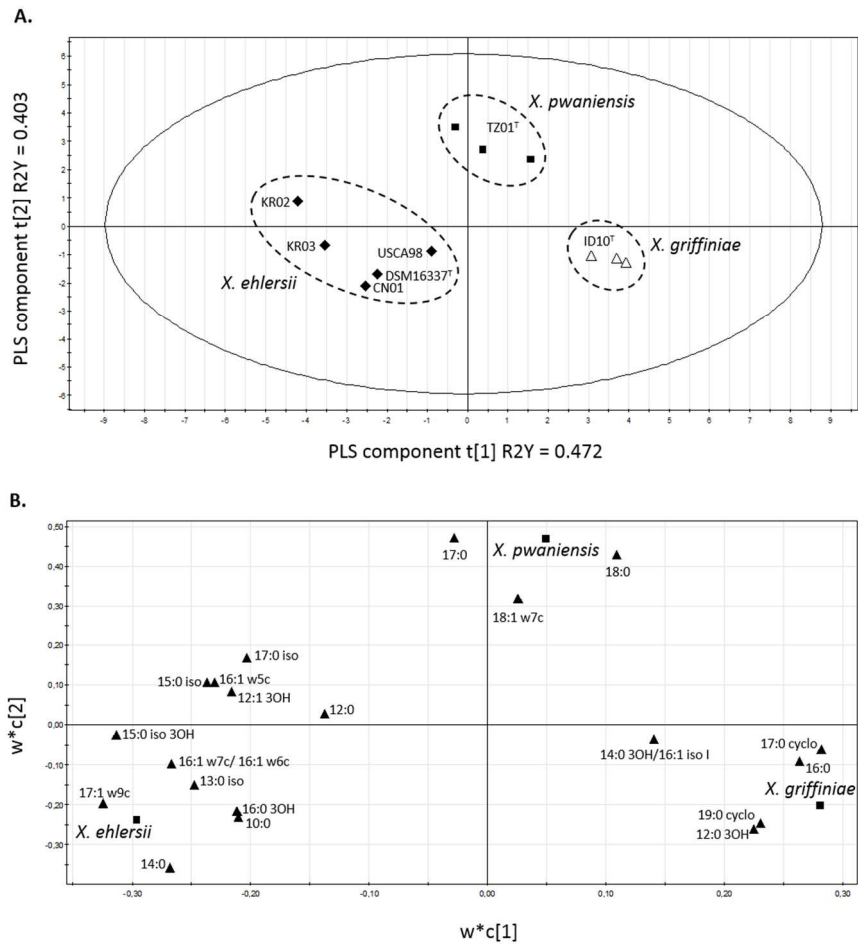 A.
PLS component t[2] R2Y = 0.403
6
5
4
3
2
1
0
-1
-2
-3
-4
-5
-6
X. pwaniensis
TZ01ᵀ
KR02
KR03
USCA98
DSM16337ᵀ
CN01
X. ehlersii
ID10ᵀ
X. griffiniae
-9 -8 -7 -6 -5 -4 -3 -2 -1 0 1 2 3 4 5 6 7 8 9
PLS component t[1] R2Y = 0.472
B.
w*c[2]
0,50
0,40
0,30
0,20
0,10
0,00
-0,10
-0,20
-0,30
17:0
X. pwaniensis
18:0
18:1 w7c
17:0 iso
15:0 iso
16:1 w5c
12:1 3OH
12:0
15:0 iso 3OH
16:1 w7c/ 16:1 w6c
13:0 iso
17:1 w9c
16:0 3OH
10:0
X. ehlersii
14:0
14:0 3OH/16:1 iso I
17:0 cyclo
16:0
X. griffiniae
19:0 cyclo
12:0 3OH
-0,30 -0,20 -0,10 0,00 0,10 0,20 0,30
w*c[1]